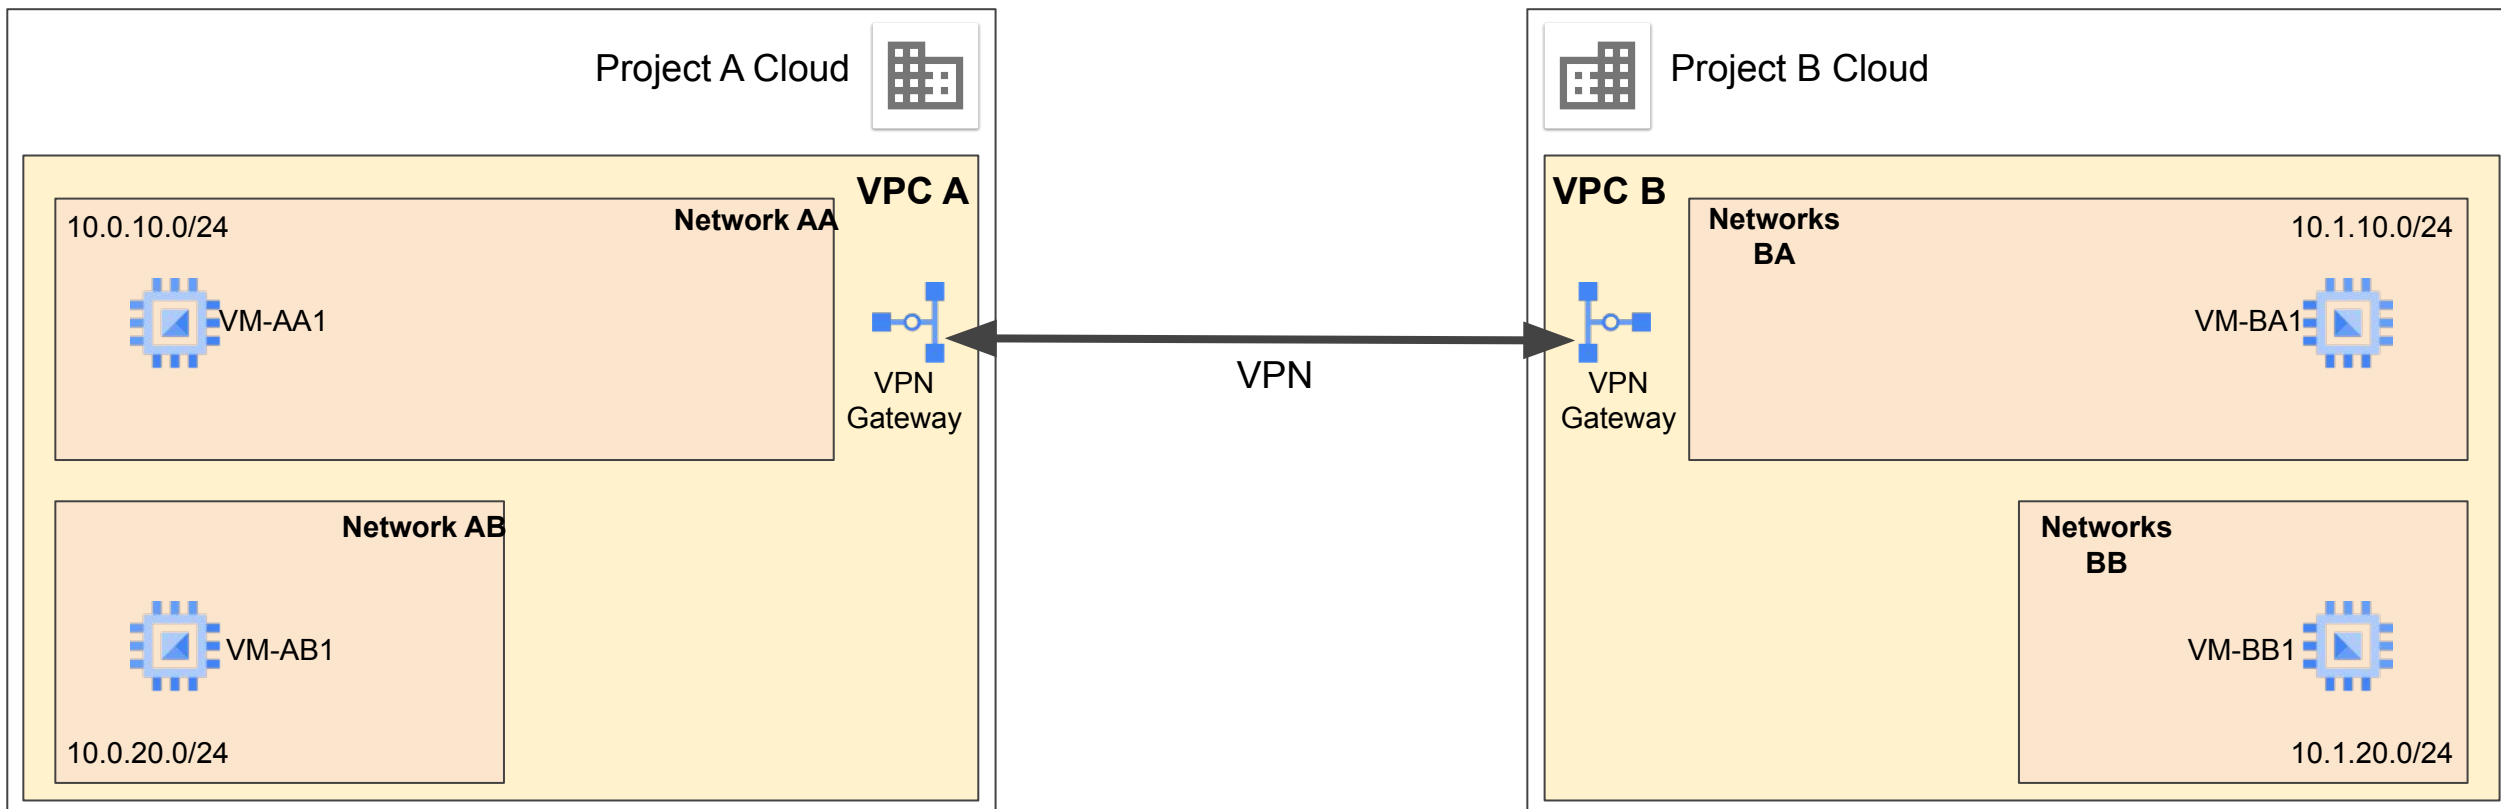 Project A Cloud
VPC A
10.0.10.0/24
Network AA
VM-AA1
VPN
Gateway
Network AB
VM-AB1
10.0.20.0/24
VPN
Project B Cloud
VPC B
Networks
BA
10.1.10.0/24
VM-BA1
VPN
Gateway
Networks
BB
VM-BB1
10.1.20.0/24